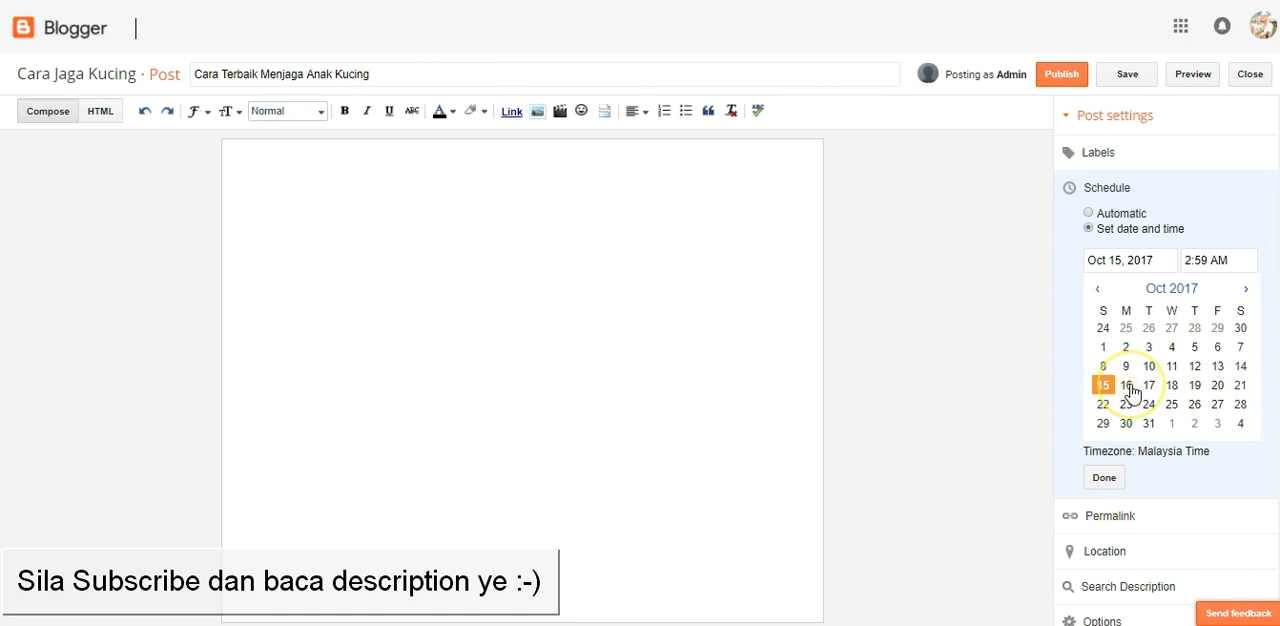 Blogger
Cara Jaga Kucing · Post
Cara Terbaik Menjaga Anak Kucing
Posting as Admin
Publish
Save
Preview
Close
Compose
HTML
Normal
B I U ABC A
Link
ABC
Post settings
Labels
Schedule
Automatic
Set date and time
Oct 15, 2017 2:59 AM
‹ Oct 2017 ›
S M T W T F S
24 25 26 27 28 29 30
1 2 3 4 5 6 7
8 9 10 11 12 13 14
15 16 17 18 19 20 21
22 23 24 25 26 27 28
29 30 31 1 2 3 4
Timezone: Malaysia Time
Done
Permalink
Location
Search Description
Options
Send feedback
Sila Subscribe dan baca description ye :-)